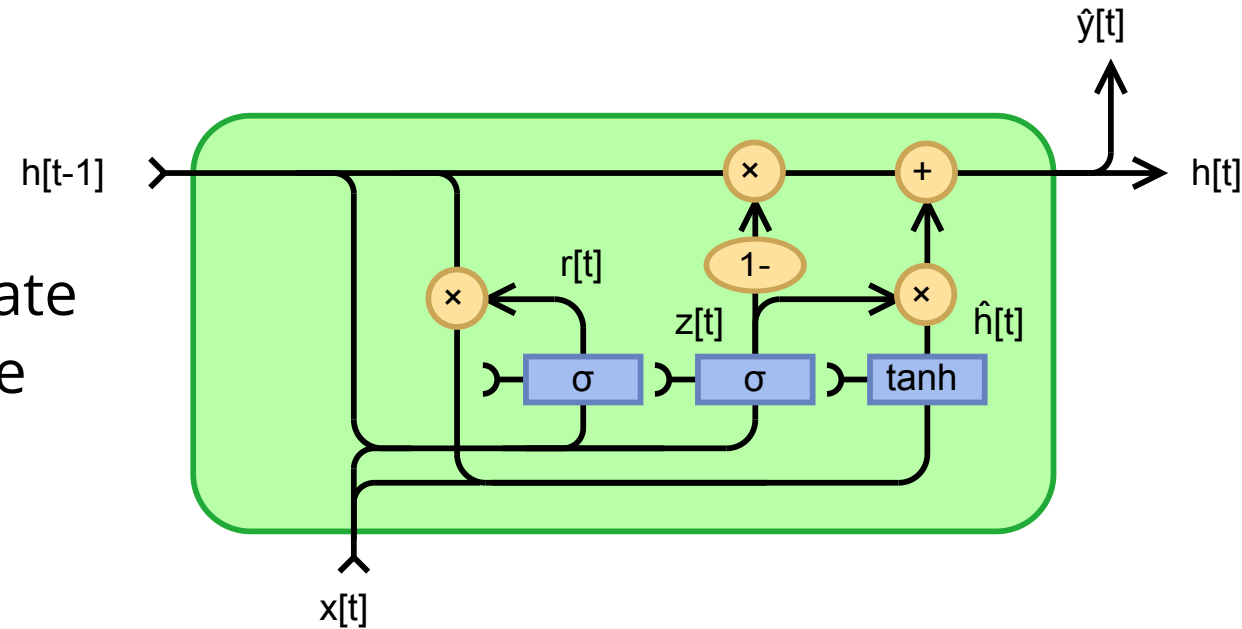 ŷ[t]
h[t-1]
×
+
h[t]
r[t]
1-
ate
×
×
z[t]
ĥ[t]
e
σ
σ
tanh
x[t]